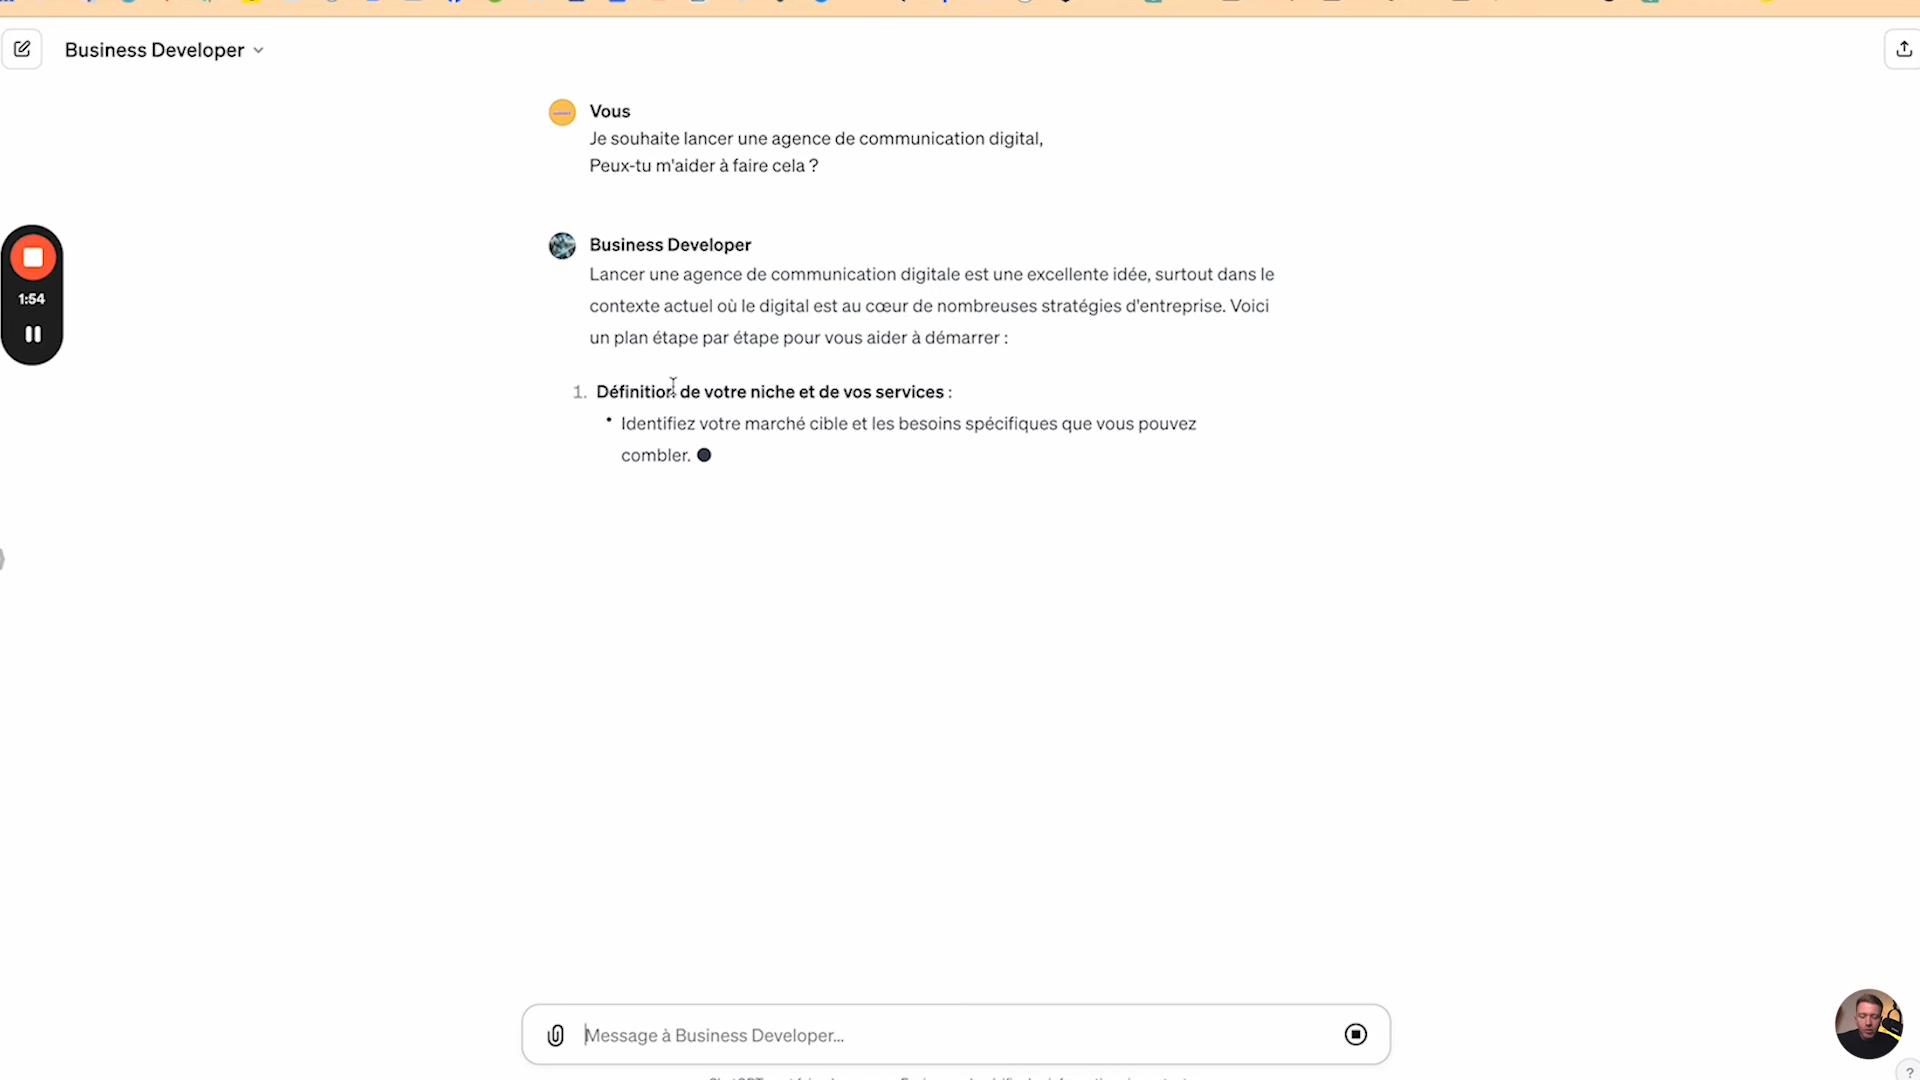 Business Developer
Vous
Je souhaite lancer une agence de communication digital,
Peux-tu m'aider à faire cela ?
1:54
Business Developer
Lancer une agence de communication digitale est une excellente idée, surtout dans le
contexte actuel où le digital est au cœur de nombreuses stratégies d'entreprise. Voici
un plan étape par étape pour vous aider à démarrer :
1. Définition de votre niche et de vos services :
• Identifiez votre marché cible et les besoins spécifiques que vous pouvez
combler.
Message à Business Developer...
?